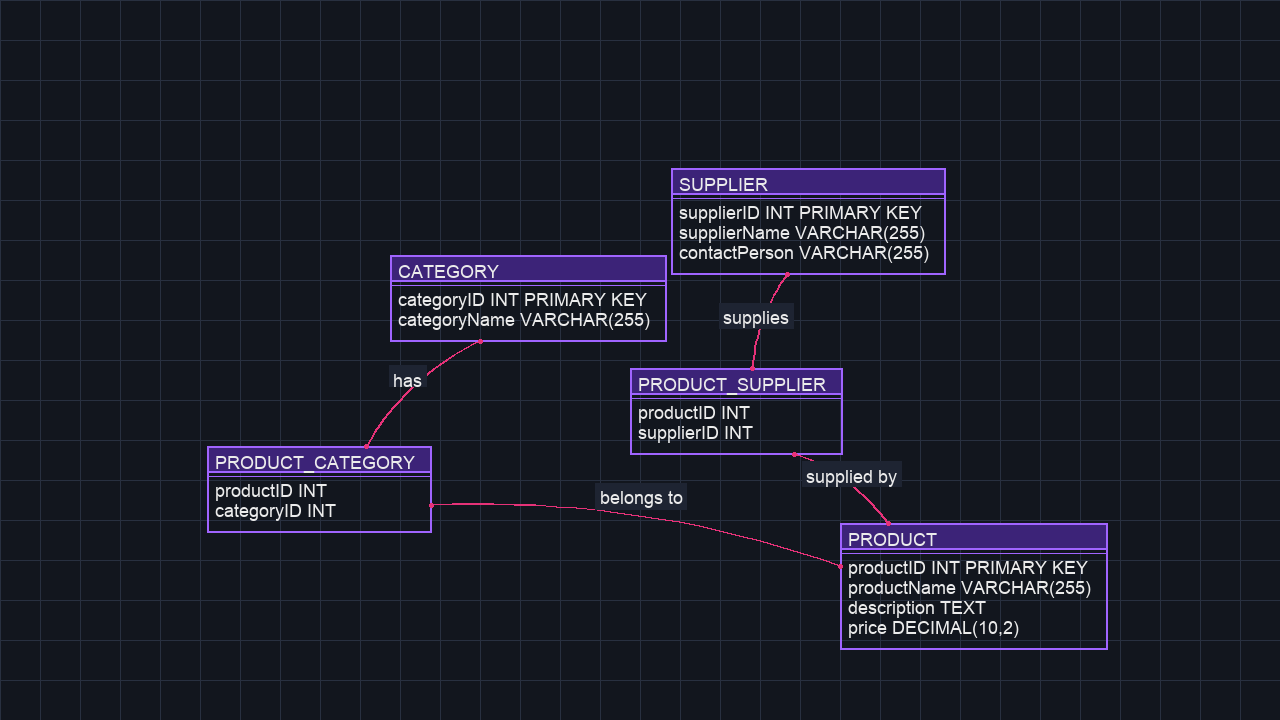 SUPPLIER
supplierID INT PRIMARY KEY
supplierName VARCHAR(255)
contactPerson VARCHAR(255)
CATEGORY
categoryID INT PRIMARY KEY
categoryName VARCHAR(255)
supplies
has
PRODUCT_SUPPLIER
productID INT
supplierID INT
PRODUCT_CATEGORY
productID INT
categoryID INT
supplied by
belongs to
PRODUCT
productID INT PRIMARY KEY
productName VARCHAR(255)
description TEXT
price DECIMAL(10,2)